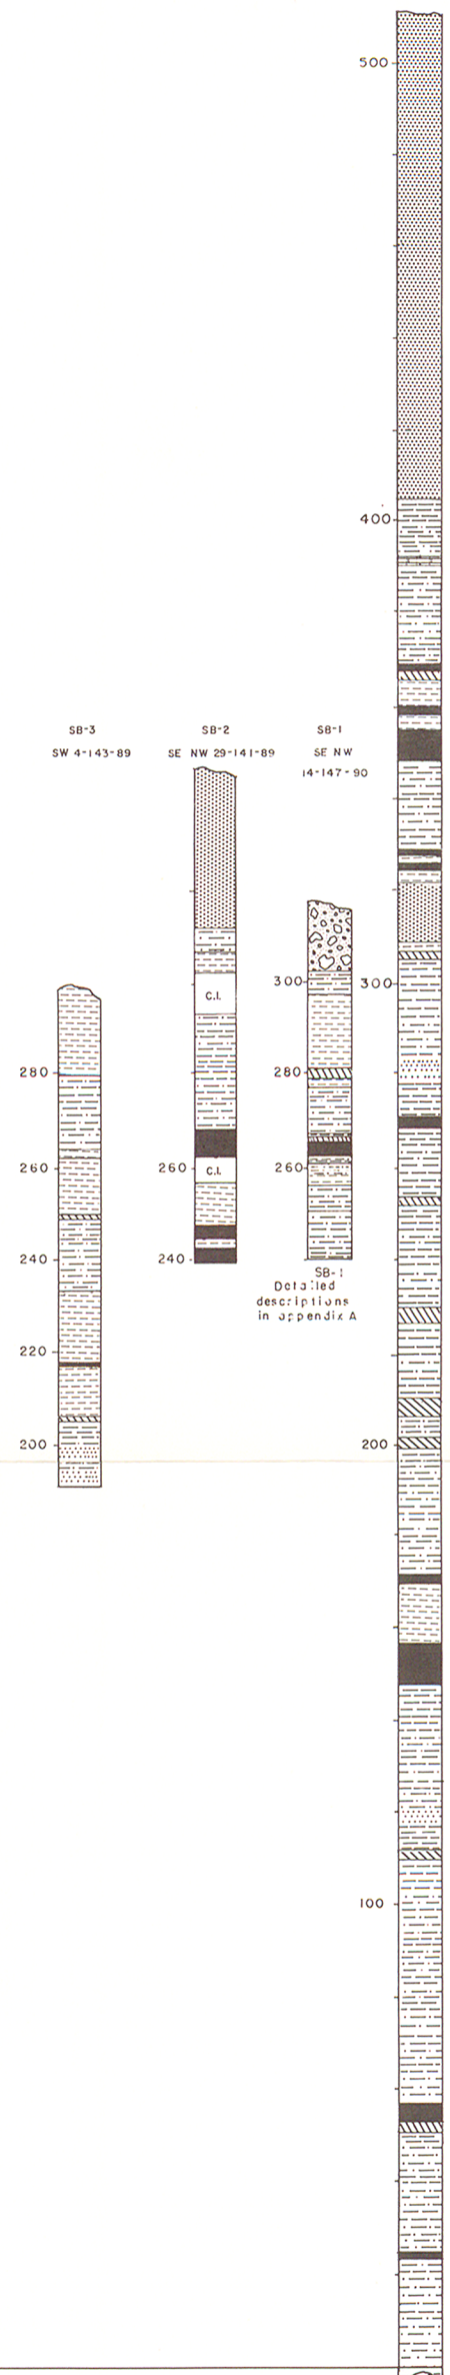 500
400
SB-3
SW 4-143-89
SB-2
SE NW 29-141-89
SB-1
SE NW
14-147-90
C.I.
300
300
280
280
260
C.I.
260
260
240
240
SB-1
Detailed
descriptions
in appendix A
220
200
200
100